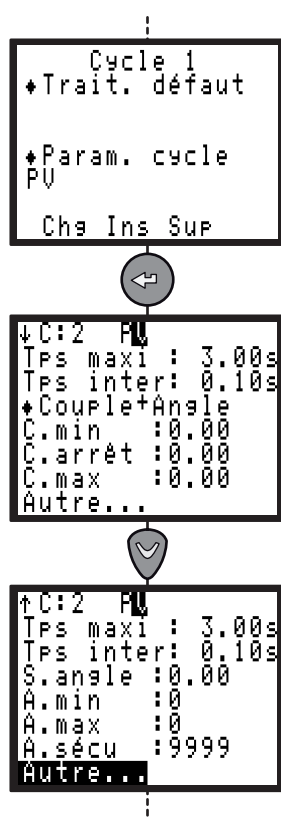 Cycle 1
♦Trait. défaut
♦Param. cycle
PV
Chg Ins Sup
↓C:2 PV
Tps maxi : 3.00s
Tps inter: 0.10s
♦Couple+Angle
C.min :0.00
C.arrêt :0.00
C.max :0.00
Autre...
↑C:2 PV
Tps maxi : 3.00s
Tps inter: 0.10s
S.angle :0.00
A.min :0
A.max :0
A.sécu :9999
Autre...